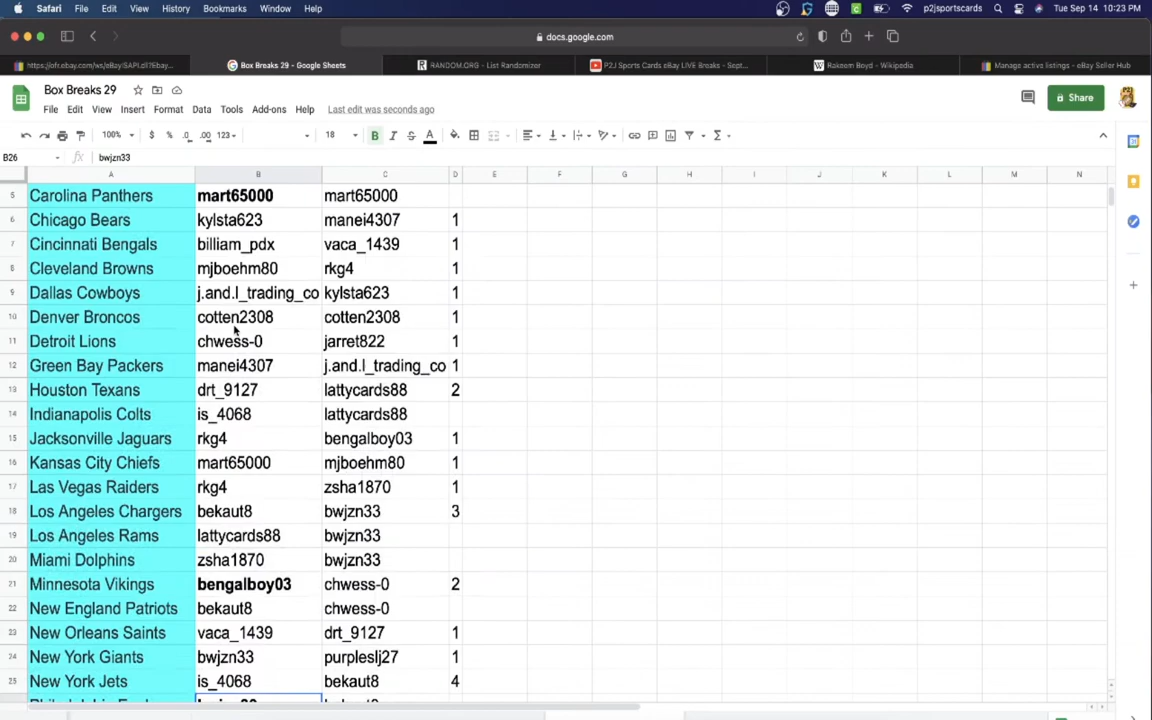 Safari File Edit View History Bookmarks Window Help p2jsportscards Tue Sep 14 10:23 PM
docs.google.com
https://ofr.ebay.com/ws/eBayISAPI.dll?Ebay... Box Breaks 29 - Google Sheets RANDOM.ORG - List Randomizer P2J Sports Cards eBay LIVE Breaks - Sept... Rakeem Boyd - Wikipedia Manage active listings - eBay Seller Hub
Box Breaks 29
Share
File Edit View Insert Format Data Tools Add-ons Help Last edit was seconds ago
100% $ % .0 .00 123 18 B I S A
B26 fx bwjzn33
A B C D E F G H I J K L M N
5 Carolina Panthers mart65000 mart65000
6 Chicago Bears kylsta623 manei4307 1
7 Cincinnati Bengals billiam_pdx vaca_1439 1
8 Cleveland Browns mjboehm80 rkg4 1
9 Dallas Cowboys j.and.l_trading_co kylsta623 1
10 Denver Broncos cotten2308 cotten2308 1
11 Detroit Lions chwess-0 jarret822 1
12 Green Bay Packers manei4307 j.and.l_trading_co 1
13 Houston Texans drt_9127 lattycards88 2
14 Indianapolis Colts is_4068 lattycards88
15 Jacksonville Jaguars rkg4 bengalboy03 1
16 Kansas City Chiefs mart65000 mjboehm80 1
17 Las Vegas Raiders rkg4 zsha1870 1
18 Los Angeles Chargers bekaut8 bwjzn33 3
19 Los Angeles Rams lattycards88 bwjzn33
20 Miami Dolphins zsha1870 bwjzn33
21 Minnesota Vikings bengalboy03 chwess-0 2
22 New England Patriots bekaut8 chwess-0
23 New Orleans Saints vaca_1439 drt_9127 1
24 New York Giants bwjzn33 purpleslj27 1
25 New York Jets is_4068 bekaut8 4